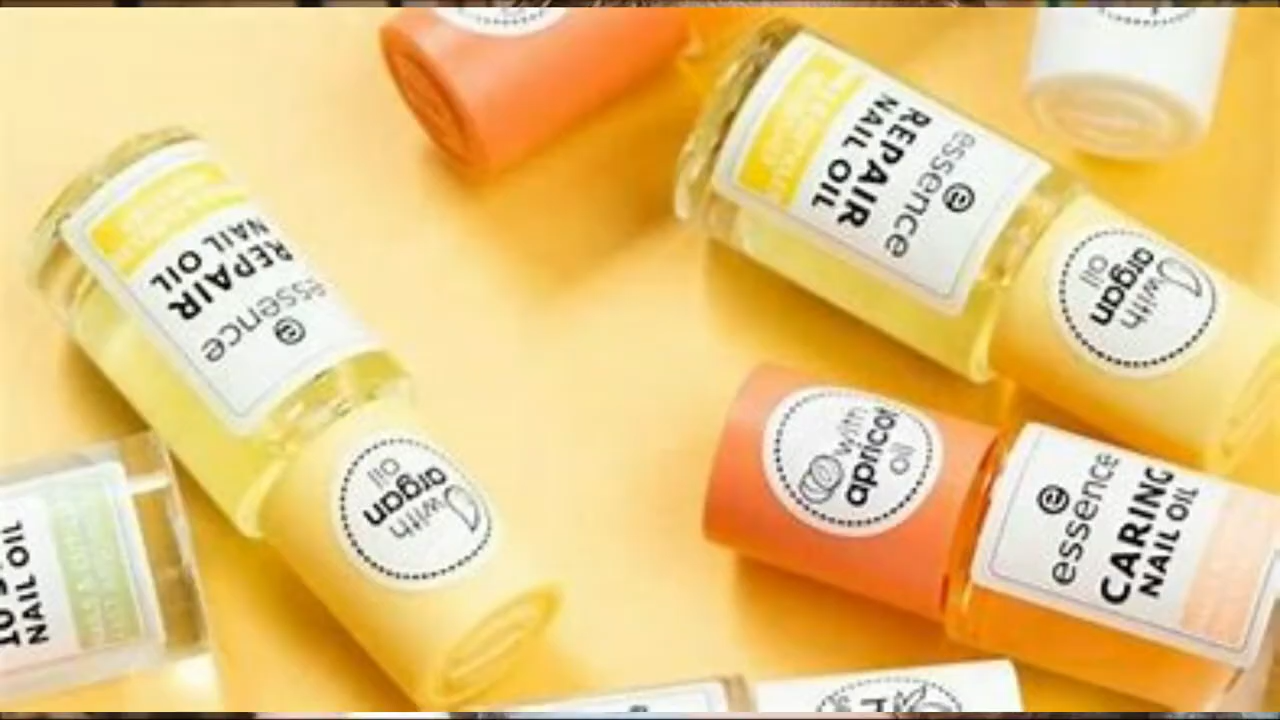 essence
REPAIR
NAIL OIL
with
argan
oil
essence
REPAIR
NAIL OIL
with
argan
oil
with
apricot
oil
essence
CARING
NAIL OIL
NAIL OIL